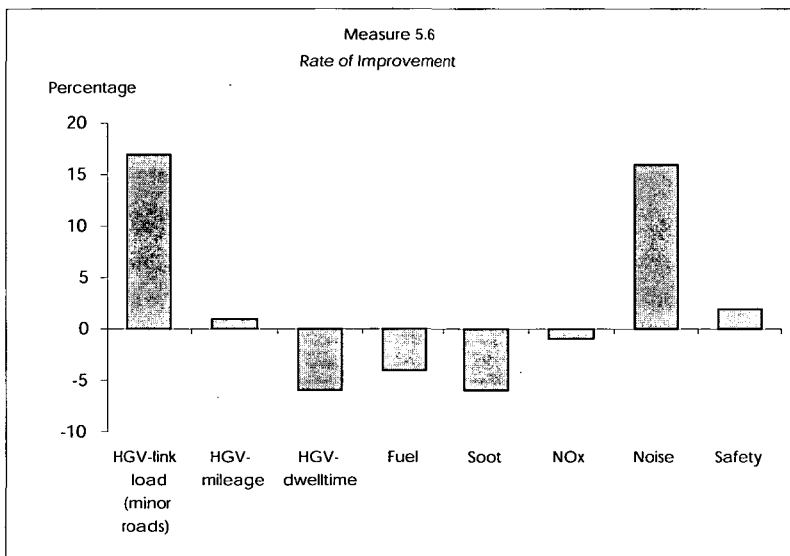 Measure 5.6
Rate of Improvement
Percentage
20
15
10
5
0
-5
-10
HGV-link
load
(minor
roads)
HGV-
mileage
HGV-
dwelltime
Fuel
Soot
NOx
Noise
Safety